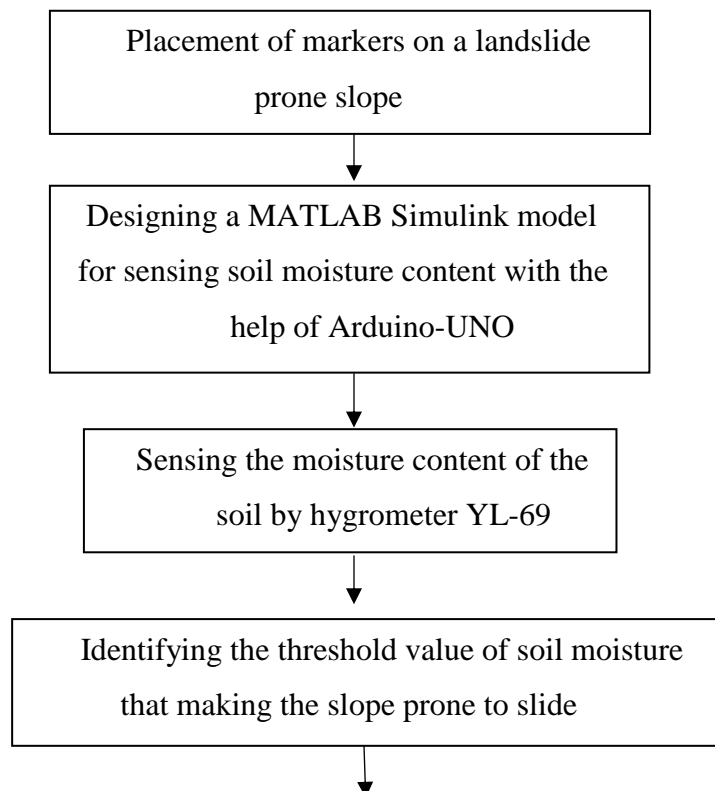 Placement of markers on a landslide
prone slope
Designing a MATLAB Simulink model
for sensing soil moisture content with the
help of Arduino-UNO
Sensing the moisture content of the
soil by hygrometer YL-69
Identifying the threshold value of soil moisture
that making the slope prone to slide